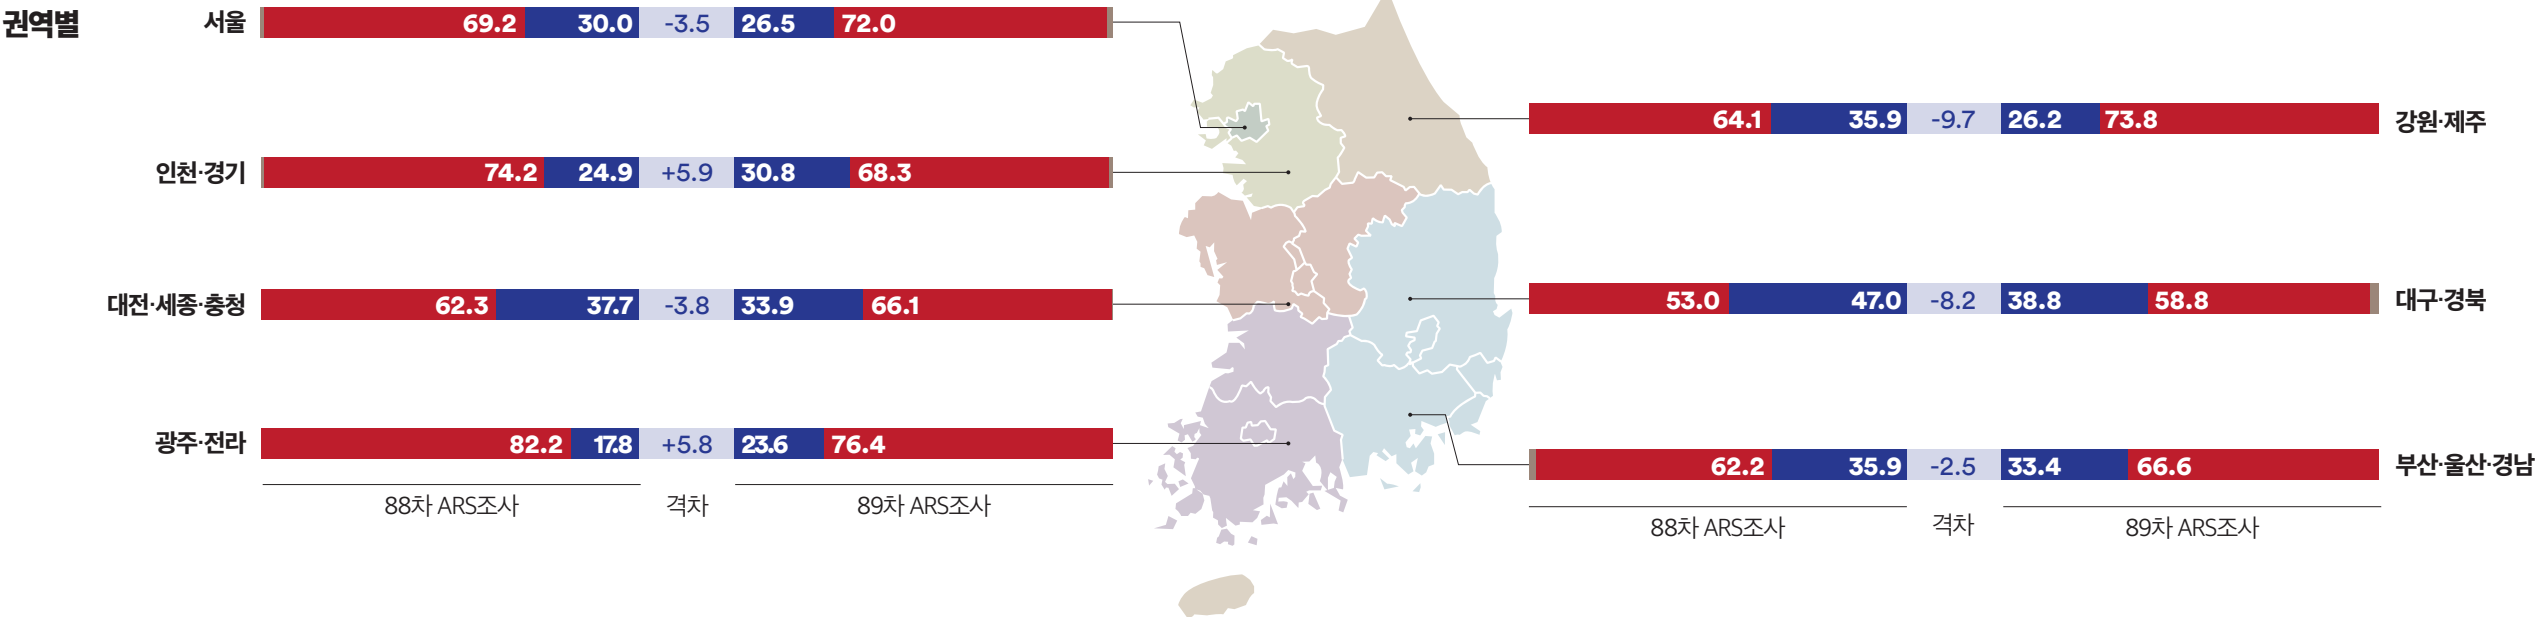 권역별
서울 69.2 30.0 -3.5 26.5 72.0
인천·경기 74.2 24.9 +5.9 30.8 68.3
대전·세종·충청 62.3 37.7 -3.8 33.9 66.1
광주·전라 82.2 17.8 +5.8 23.6 76.4
88차 ARS조사 격차 89차 ARS조사
64.1 35.9 -9.7 26.2 73.8 강원·제주
53.0 47.0 -8.2 38.8 58.8 대구·경북
62.2 35.9 -2.5 33.4 66.6 부산·울산·경남
88차 ARS조사 격차 89차 ARS조사